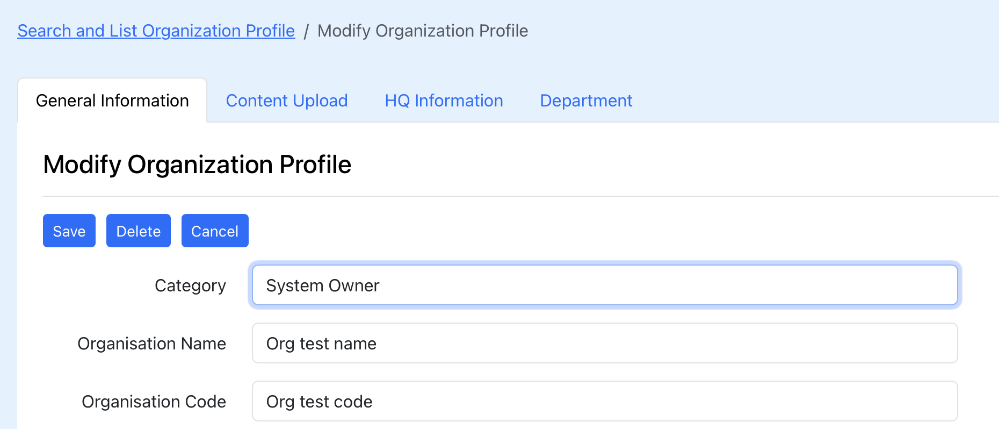 Search and List Organization Profile / Modify Organization Profile
General Information Content Upload HQ Information Department
Modify Organization Profile
Save Delete Cancel
Category System Owner
Organisation Name Org test name
Organisation Code Org test code